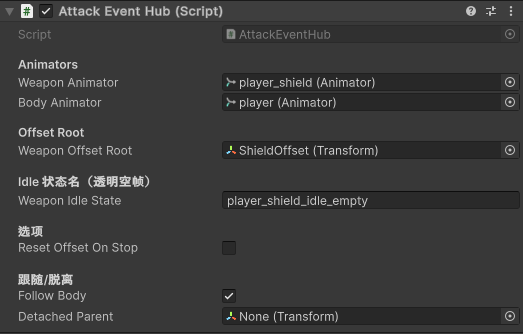 Attack Event Hub (Script)
Script AttackEventHub
Animators
Weapon Animator player_shield (Animator)
Body Animator player (Animator)
Offset Root
Weapon Offset Root ShieldOffset (Transform)
Idle 状态名（透明空帧）
Weapon Idle State player_shield_idle_empty
选项
Reset Offset On Stop
跟随/脱离
Follow Body
Detached Parent None (Transform)